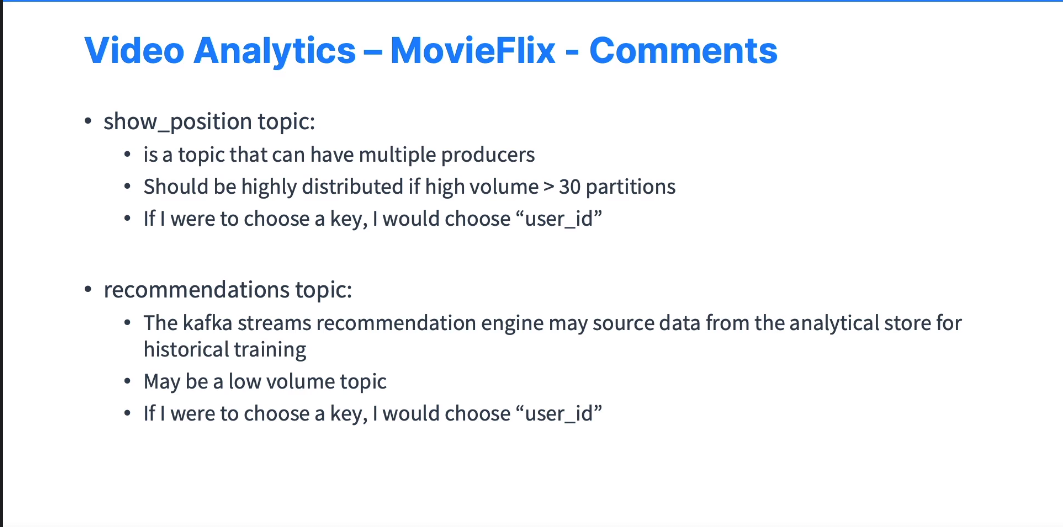 Video Analytics – MovieFlix - Comments
• show_position topic:
• is a topic that can have multiple producers
• Should be highly distributed if high volume > 30 partitions
• If I were to choose a key, I would choose “user_id”
• recommendations topic:
• The kafka streams recommendation engine may source data from the analytical store for
historical training
• May be a low volume topic
• If I were to choose a key, I would choose “user_id”